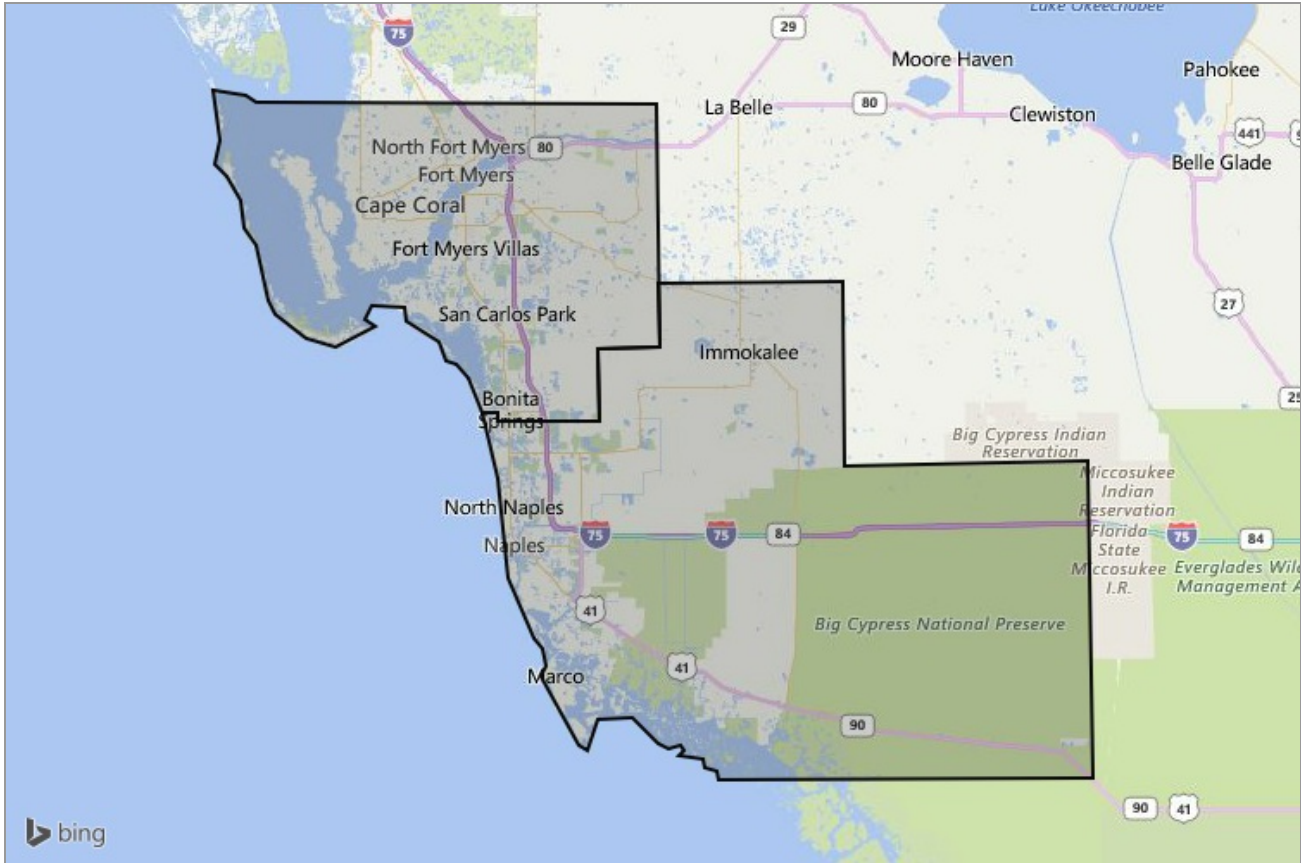 Lake Okeechobee
75
29
Moore Haven
Pahokee
La Belle
80
Clewiston
441
North Fort Myers
80
Belle Glade
Fort Myers
Cape Coral
Fort Myers Villas
27
San Carlos Park
Immokalee
Bonita
Springs
Big Cypress Indian
Reservation
Miccosukee
Indian
Reservation
Florida
State
Miccosukee
I.R.
North Naples
75
75
84
75
84
Naples
Everglades Wild
Management A
41
Big Cypress National Preserve
41
Marco
90
90
41
bing